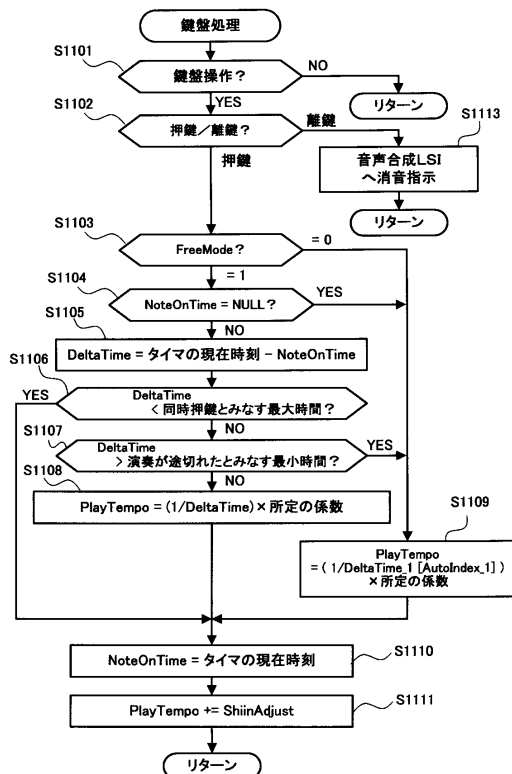 鍵盤処理
S1101
鍵盤操作？
NO
YES
リターン
S1102
押鍵／離鍵？
離鍵
S1113
押鍵
音声合成LSI
へ消音指示
リターン
S1103
FreeMode？
= 0
= 1
S1104
NoteOnTime = NULL？
YES
NO
S1105
DeltaTime = タイマの現在時刻 − NoteOnTime
S1106
YES
DeltaTime
< 同時押鍵とみなす最大時間？
NO
S1107
DeltaTime
> 演奏が途切れたとみなす最小時間？
YES
NO
S1108
PlayTempo = (1/DeltaTime) × 所定の係数
S1109
PlayTempo
= ( 1/DeltaTime_1 [AutoIndex_1] )
× 所定の係数
NoteOnTime = タイマの現在時刻
S1110
PlayTempo += ShiinAdjust
S1111
リターン